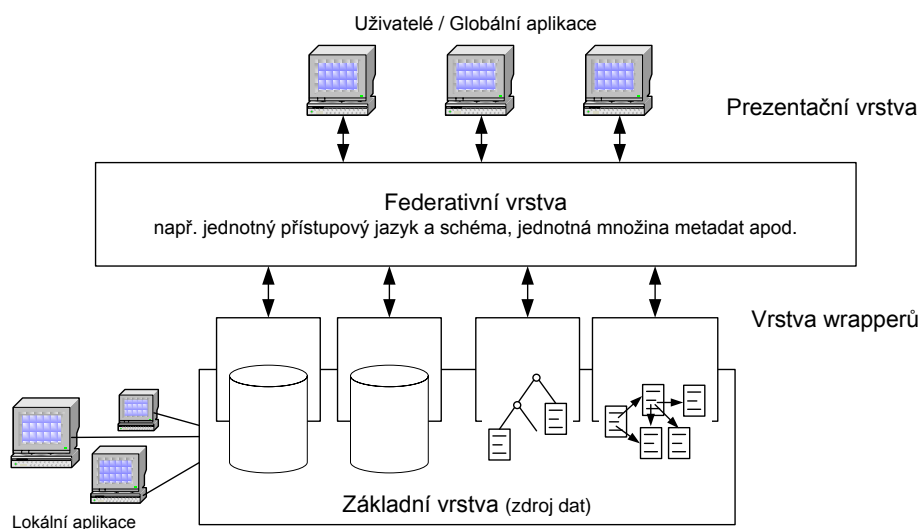 Uživatelé / Globální aplikace
Prezentační vrstva
Federativní vrstva
např. jednotný přístupový jazyk a schéma, jednotná množina metadat apod.
Vrstva wrapperů
Základní vrstva (zdroj dat)
Lokální aplikace